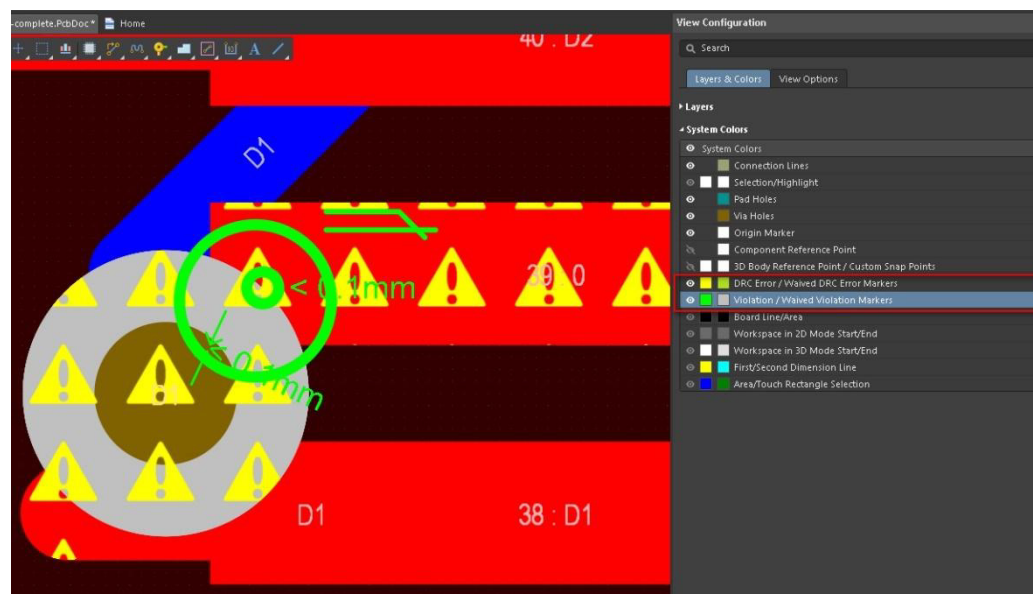 -complete.PcbDoc * Home
40 : D2
D1
39 : 0
< 0.1mm
< 0.1mm
D1
D1
38 : D1
View Configuration
Search
Layers & Colors View Options
Layers
System Colors
System Colors
Connection Lines
Selection/Highlight
Pad Holes
Via Holes
Origin Marker
Component Reference Point
3D Body Reference Point / Custom Snap Points
DRC Error / Waived DRC Error Markers
Violation / Waived Violation Markers
Board Line/Area
Workspace in 2D Mode Start/End
Workspace in 3D Mode Start/End
First/Second Dimension Line
Area/Touch Rectangle Selection